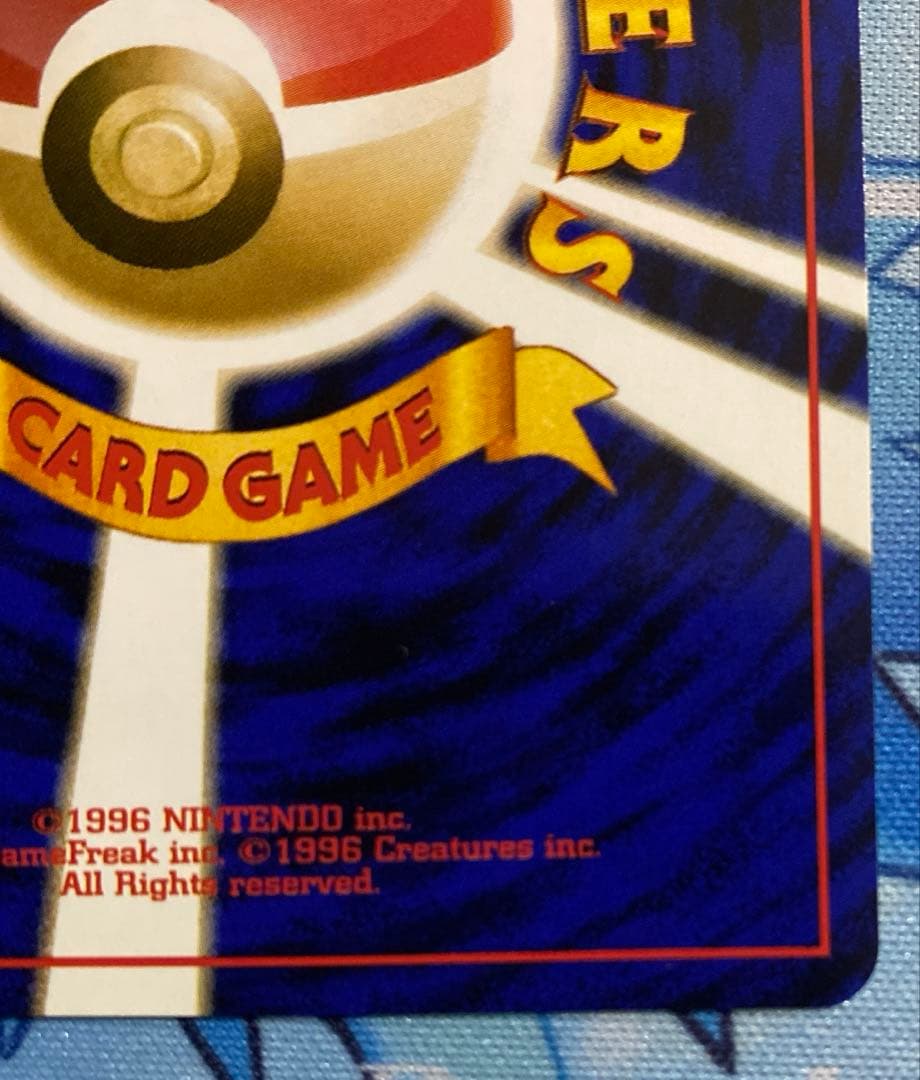 ERS
CARD GAME
©1996 NINTENDO inc.
ameFreak inc. ©1996 Creatures inc.
All Rights reserved.